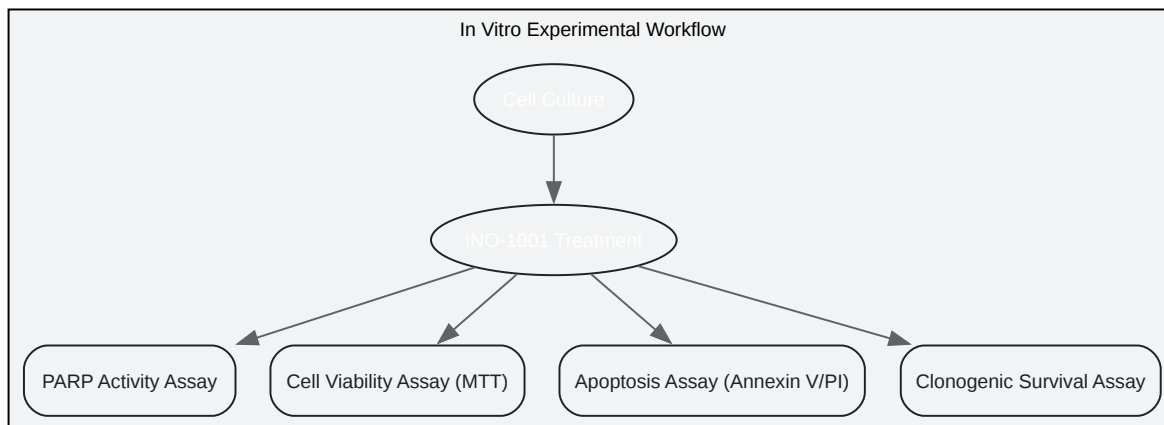 In Vitro Experimental Workflow
Cell Culture
INO-1001 Treatment
PARP Activity Assay
Cell Viability Assay (MTT)
Apoptosis Assay (Annexin V/PI)
Clonogenic Survival Assay